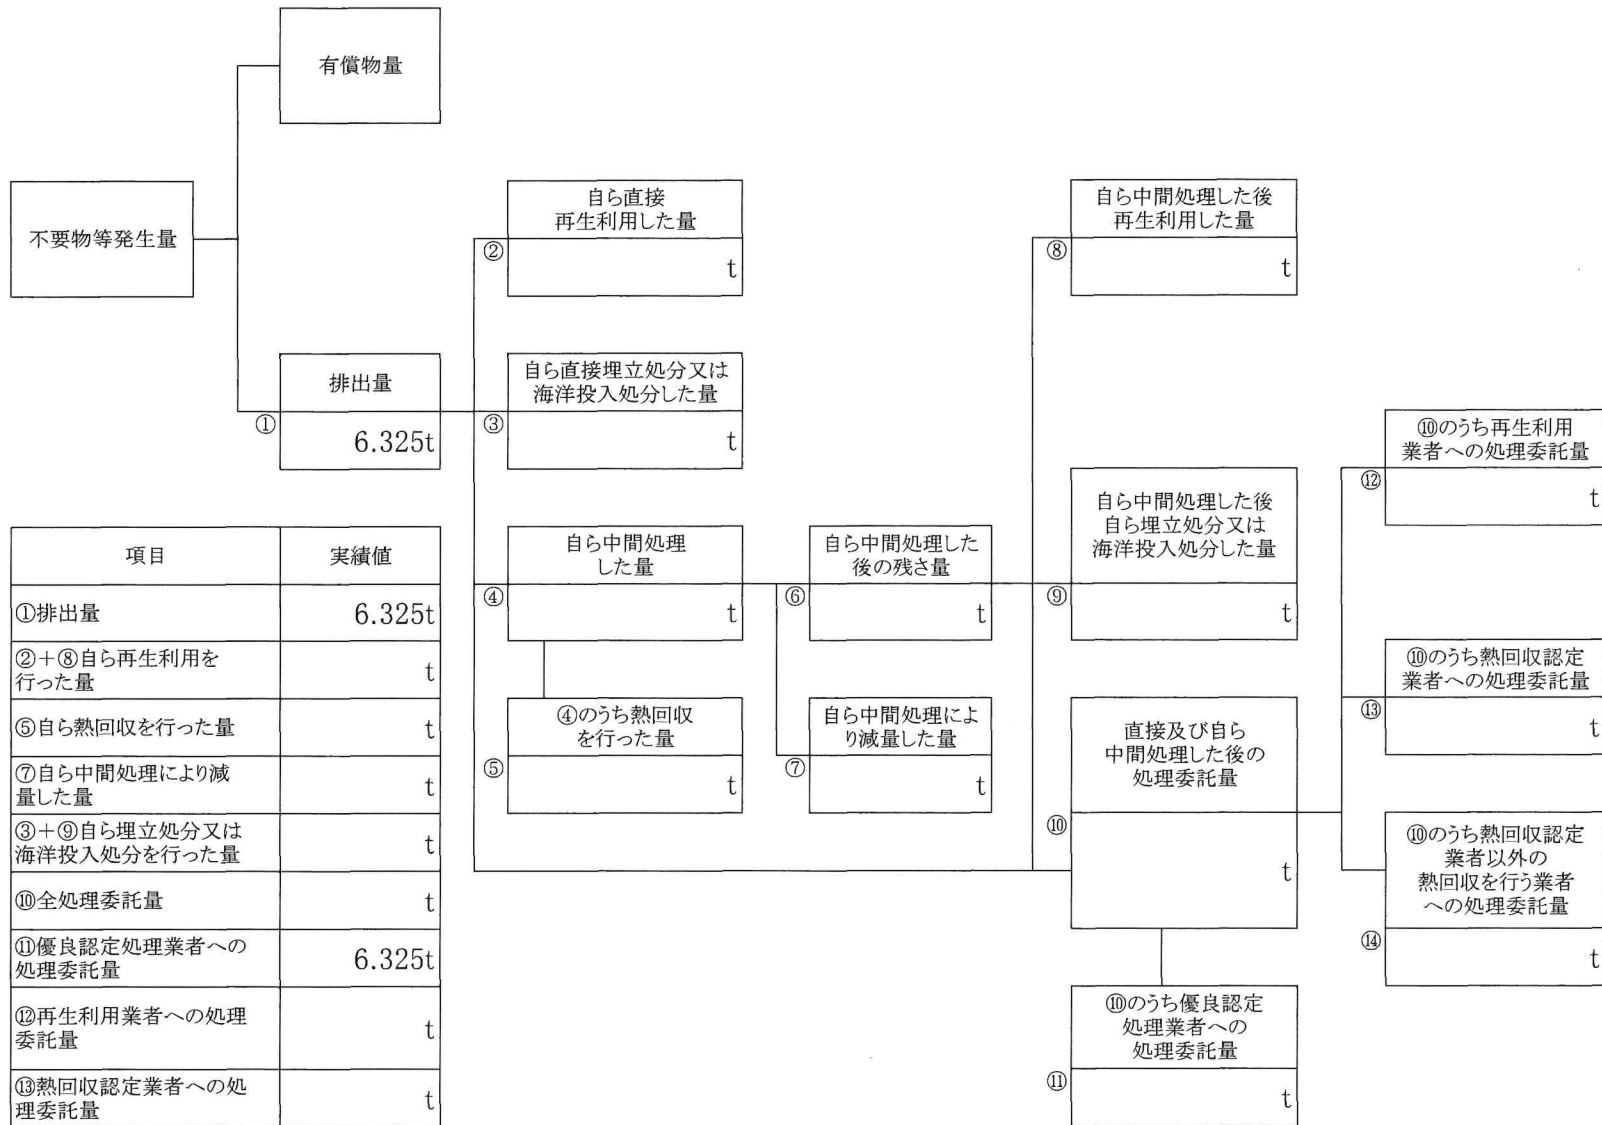 有償物量
不要物等発生量
自ら直接
再生利用した量
②
t
自ら中間処理した後
再生利用した量
⑧
t
排出量
①
6.325t
自ら直接埋立処分又は
海洋投入処分した量
③
t
⑩のうち再生利用
業者への処理委託量
⑫
t
自ら中間処理
した量
④
t
自ら中間処理した
後の残さ量
⑥
t
自ら中間処理した後
自ら埋立処分又は
海洋投入処分した量
⑨
t
⑩のうち熱回収認定
業者への処理委託量
⑬
t
④のうち熱回収
を行った量
⑤
t
自ら中間処理によ
り減量した量
⑦
t
直接及び自ら
中間処理した後の
処理委託量
⑩
t
⑩のうち熱回収認定
業者以外の
熱回収を行う業者
への処理委託量
⑭
t
⑩のうち優良認定
処理業者への
処理委託量
⑪
t
項目 実績値
①排出量 6.325t
②+⑧自ら再生利用を
行った量 t
⑤自ら熱回収を行った量 t
⑦自ら中間処理により減
量した量 t
③+⑨自ら埋立処分又は
海洋投入処分を行った量 t
⑩全処理委託量 t
⑪優良認定処理業者への
処理委託量 6.325t
⑫再生利用業者への処理
委託量 t
⑬熱回収認定業者への処
理委託量 t